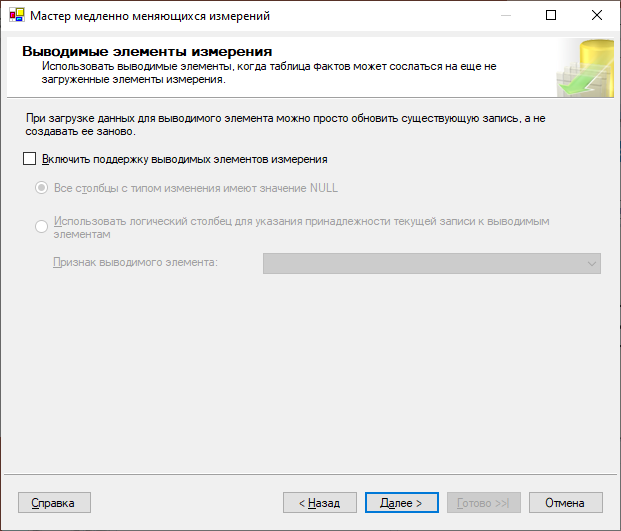 Мастер медленно меняющихся измерений
Выводимые элементы измерения
Использовать выводимые элементы, когда таблица фактов может сослаться на еще не
загруженные элементы измерения.
При загрузке данных для выводимого элемента можно просто обновить существующую запись, а не
создавать ее заново.
Включить поддержку выводимых элементов измерения
Все столбцы с типом изменения имеют значение NULL
Использовать логический столбец для указания принадлежности текущей записи к выводимым
элементам
Признак выводимого элемента:
Справка
< Назад
Далее >
Готово >>|
Отмена